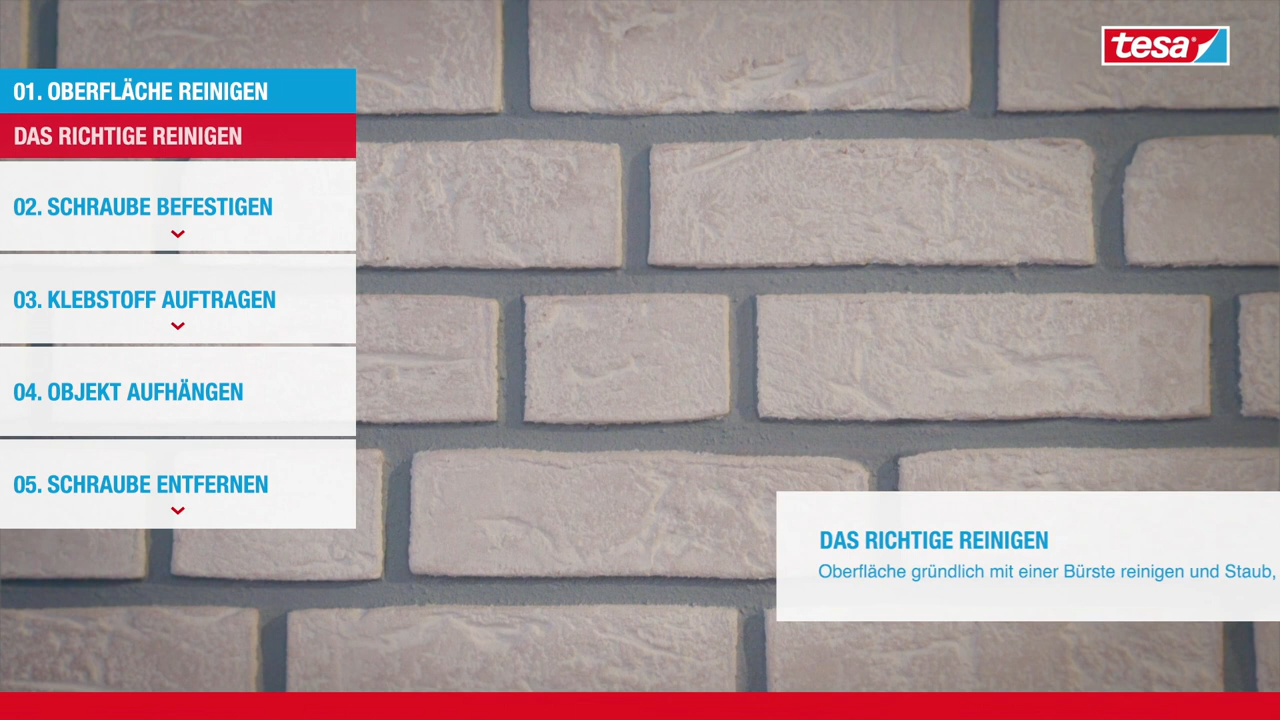 tesa®
01. OBERFLÄCHE REINIGEN
DAS RICHTIGE REINIGEN
02. SCHRAUBE BEFESTIGEN
03. KLEBSTOFF AUFTRAGEN
04. OBJEKT AUFHÄNGEN
05. SCHRAUBE ENTFERNEN
DAS RICHTIGE REINIGEN
Oberfläche gründlich mit einer Bürste reinigen und Staub,